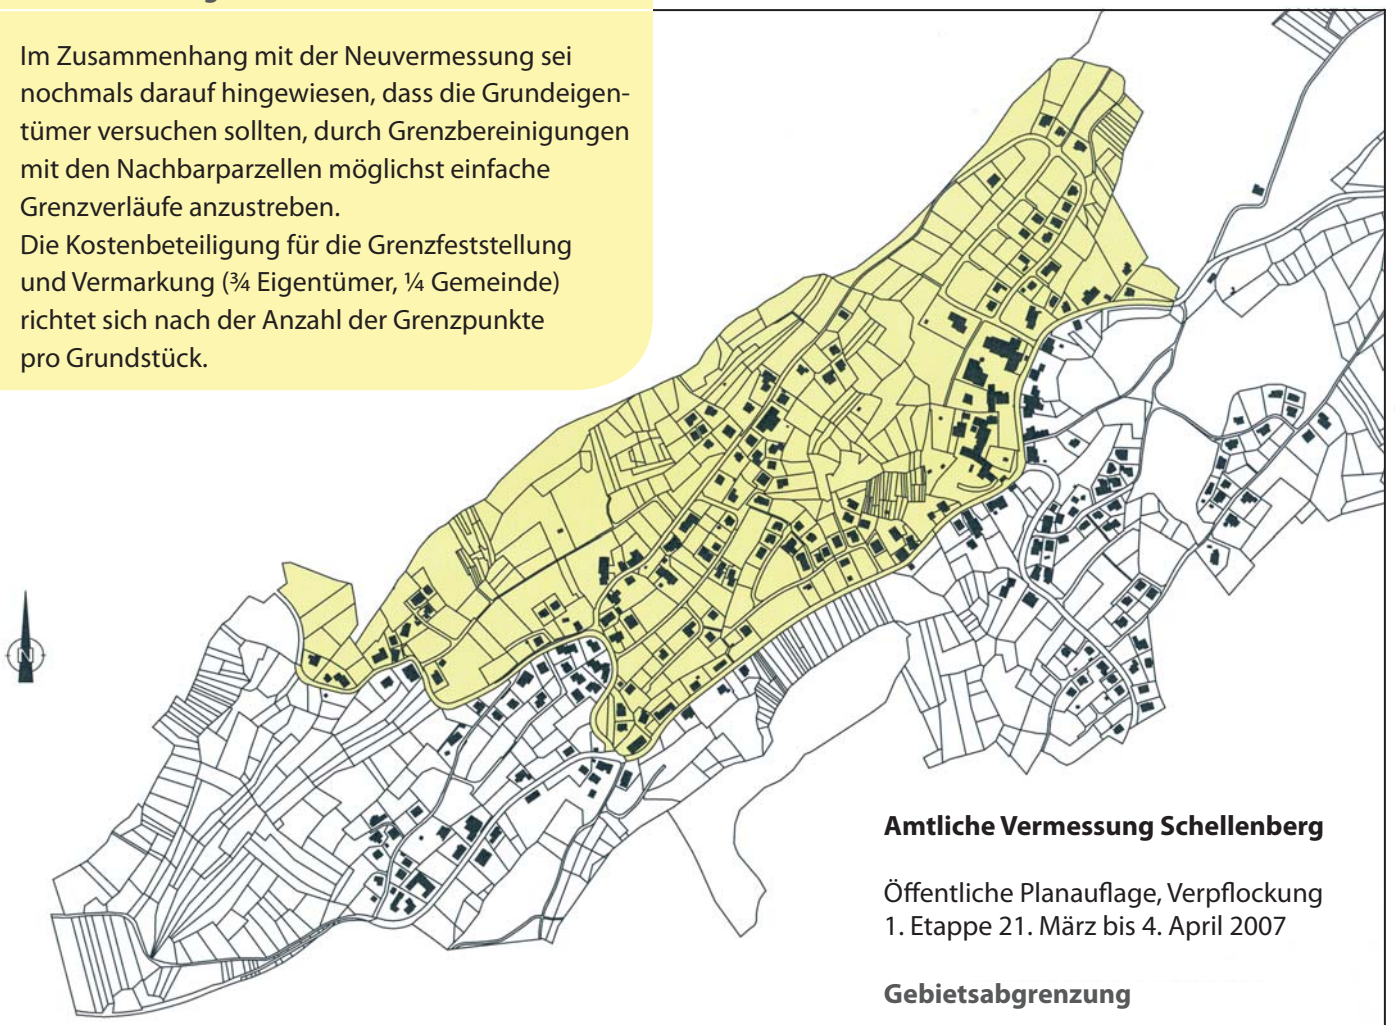 Im Zusammenhang mit der Neuvermessung sei
nochmals darauf hingewiesen, dass die Grundeigen-
tümer versuchen sollten, durch Grenzbereinigungen
mit den Nachbarparzellen möglichst einfache
Grenzverläufe anzustreben.
Die Kostenbeteiligung für die Grenzfeststellung
und Vermarkung (¾ Eigentümer, ¼ Gemeinde)
richtet sich nach der Anzahl der Grenzpunkte
pro Grundstück.
N
Amtliche Vermessung Schellenberg
Öffentliche Planauflage, Verpflockung
1. Etappe 21. März bis 4. April 2007
Gebietsabgrenzung